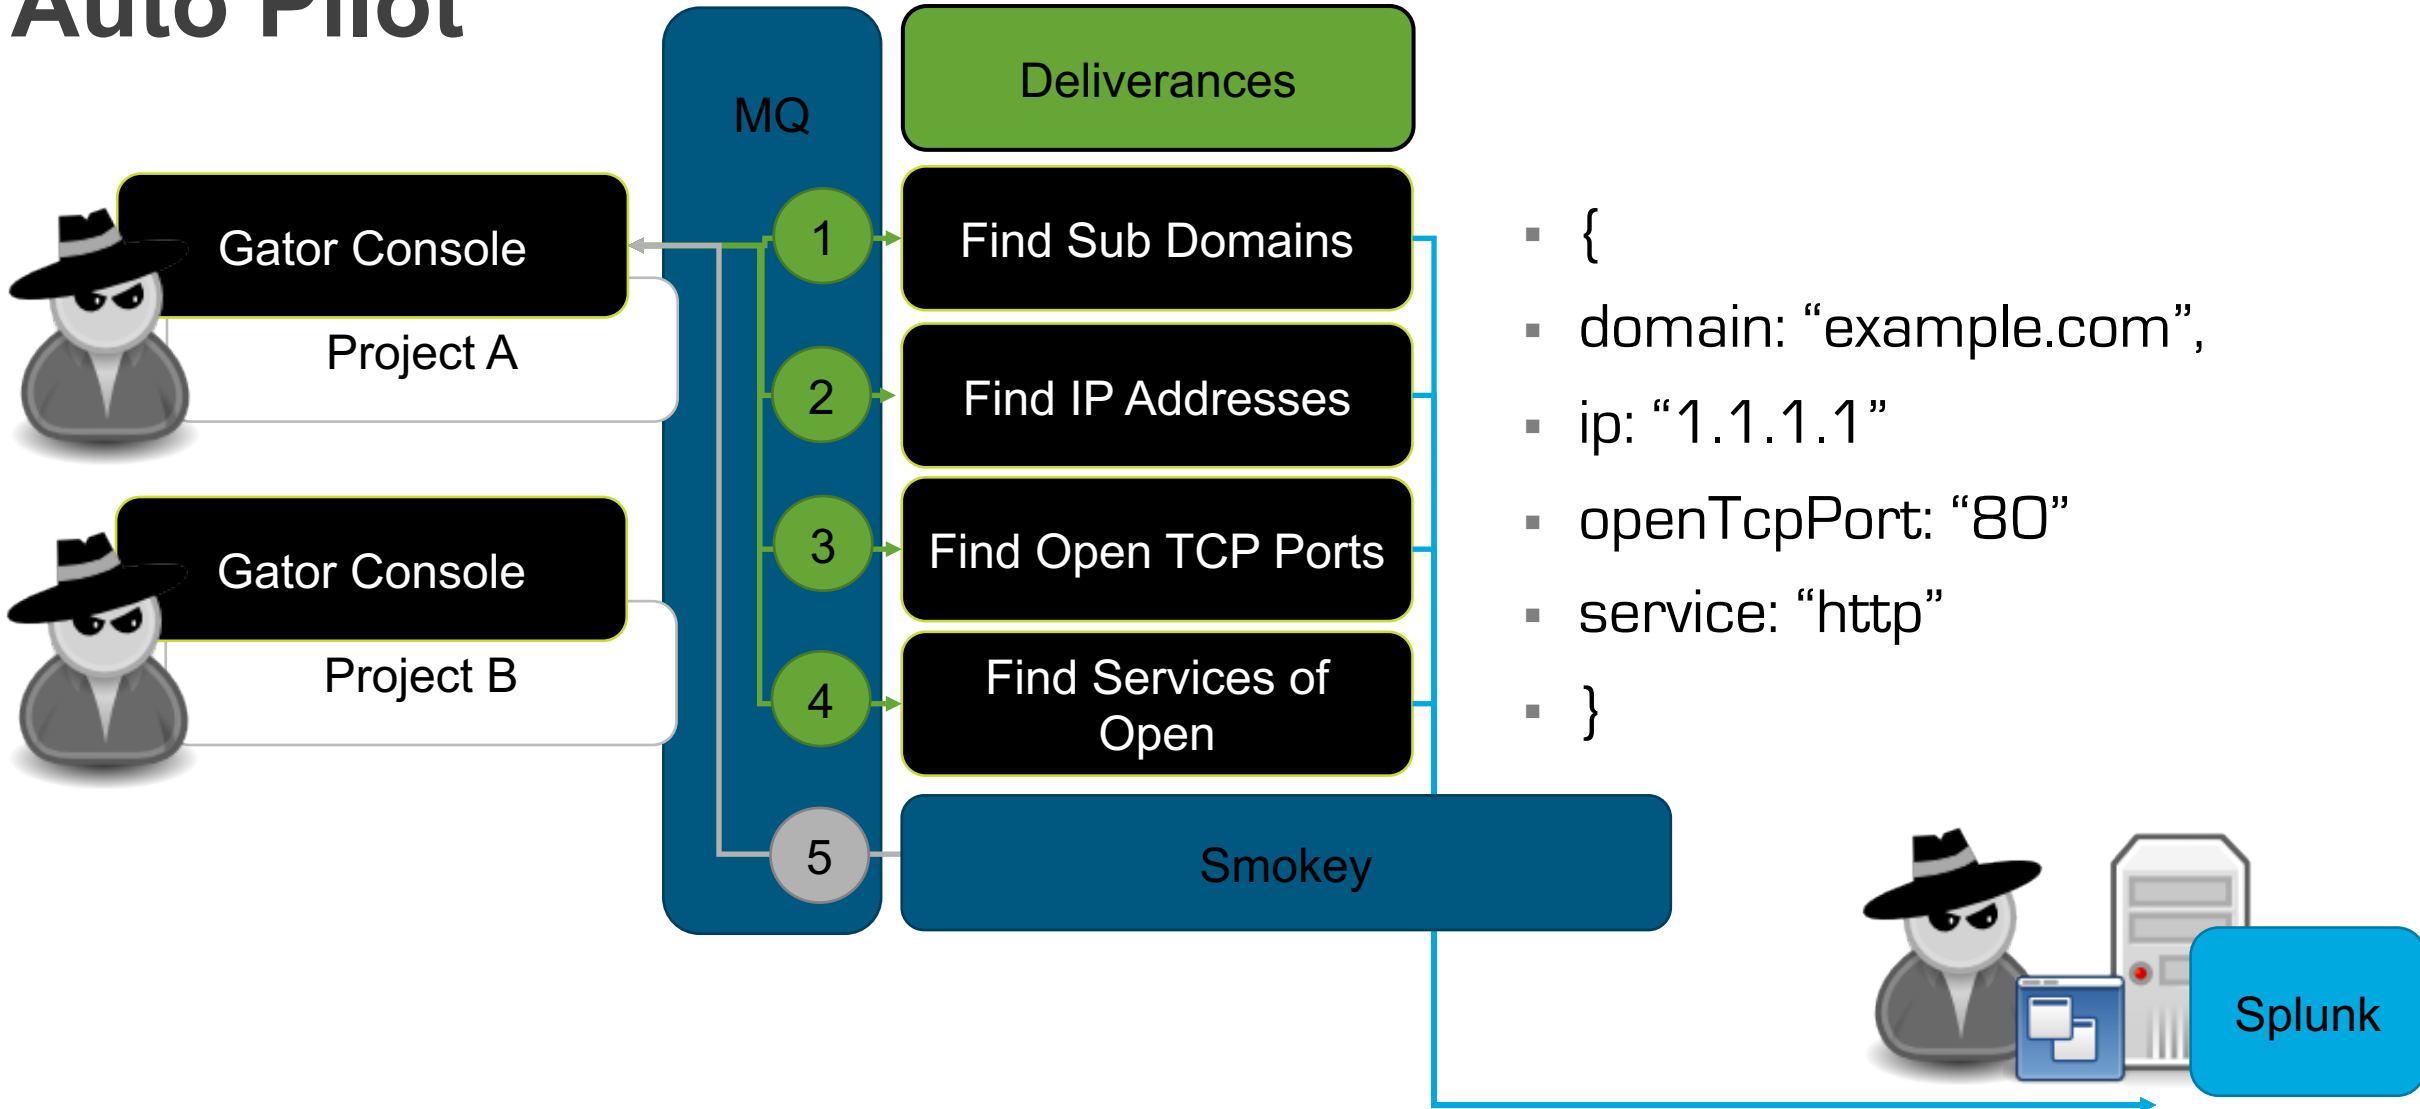 Auto Pilot
MQ
Deliverances
Gator Console
Project A
Gator Console
Project B
1
Find Sub Domains
2
Find IP Addresses
3
Find Open TCP Ports
4
Find Services of
Open
5
Smokey
{
domain: “example.com”,
ip: “1.1.1.1”
openTcpPort: “80”
service: “http”
}
Splunk